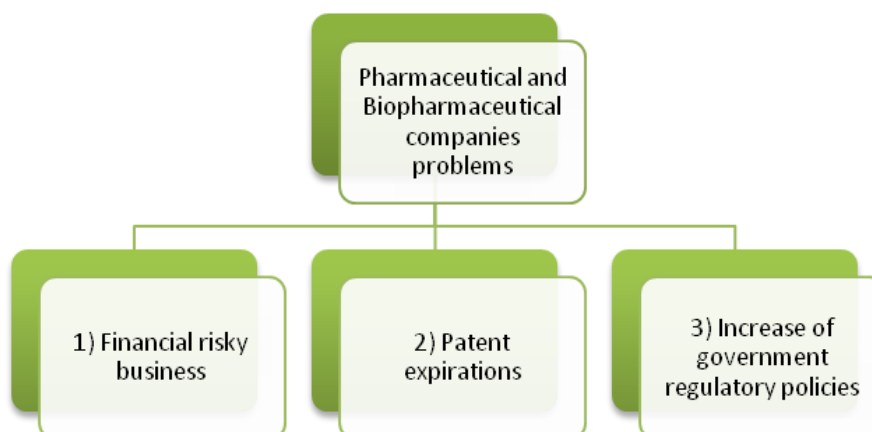 Pharmaceutical and
Biopharmaceutical
companies
problems
1) Financial risky
business
2) Patent
expirations
3) Increase of
government
regulatory policies